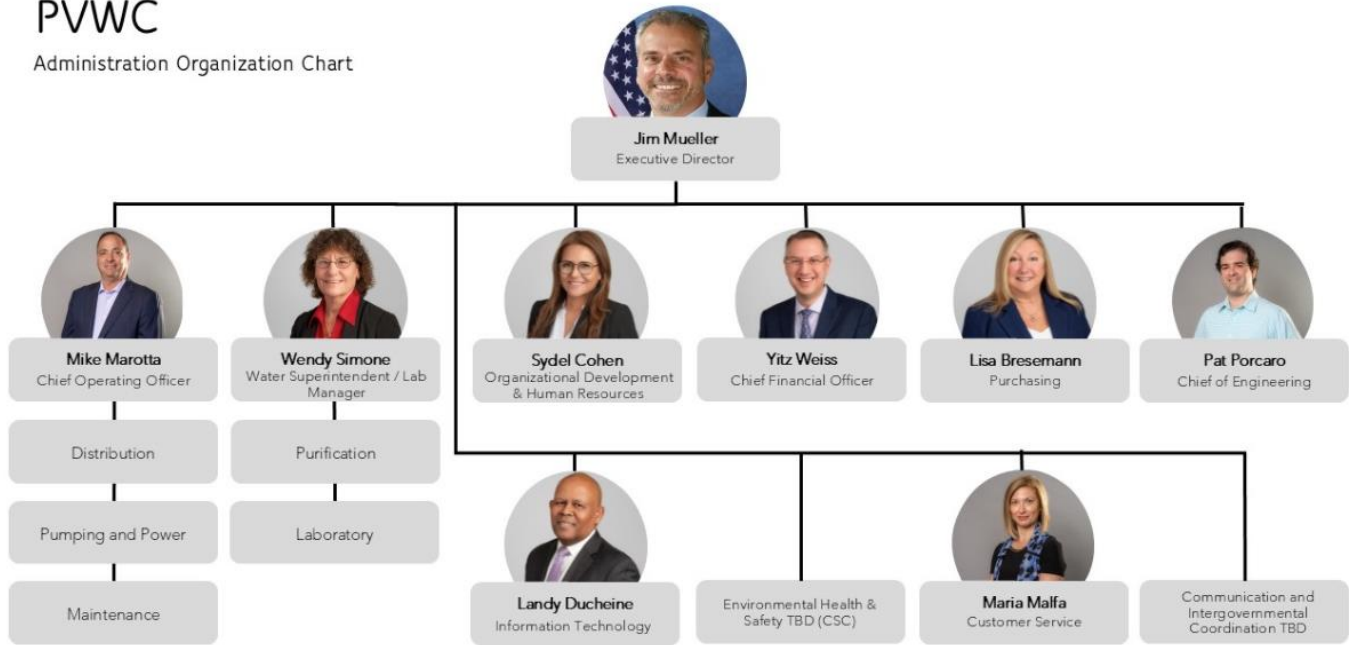 PVWC
Administration Organization Chart
Jim Mueller
Executive Director
Mike Marotta
Chief Operating Officer
Wendy Simone
Water Superintendent / Lab
Manager
Sydel Cohen
Organizational Development
& Human Resources
Yitz Weiss
Chief Financial Officer
Lisa Bresemann
Purchasing
Pat Porcaro
Chief of Engineering
Distribution
Purification
Pumping and Power
Laboratory
Maintenance
Landy Ducheine
Information Technology
Environmental Health &
Safety TBD (CSC)
Maria Malfa
Customer Service
Communication and
Intergovernmental
Coordination TBD